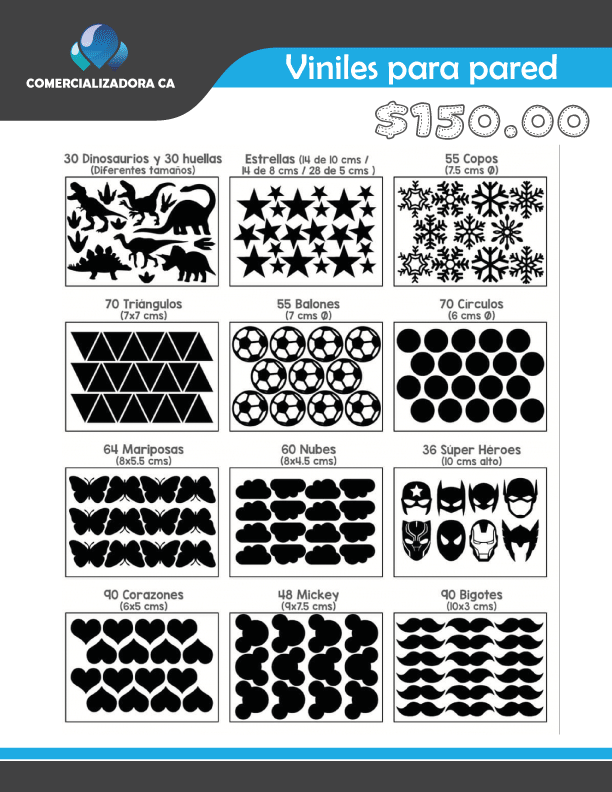 COMERCIALIZADORA CA
Viniles para pared
$150.00
30 Dinosaurios y 30 huellas
(Diferentes tamaños)
Estrellas (14 de 10 cms /
14 de 8 cms / 28 de 5 cms )
55 Copos
(7.5 cms Ø)
70 Triángulos
(7x7 cms)
55 Balones
(7 cms Ø)
70 Círculos
(6 cms Ø)
64 Mariposas
(8x5.5 cms)
60 Nubes
(8x4.5 cms)
36 Súper Héroes
(10 cms alto)
90 Corazones
(6x5 cms)
48 Mickey
(9x7.5 cms)
90 Bigotes
(10x3 cms)